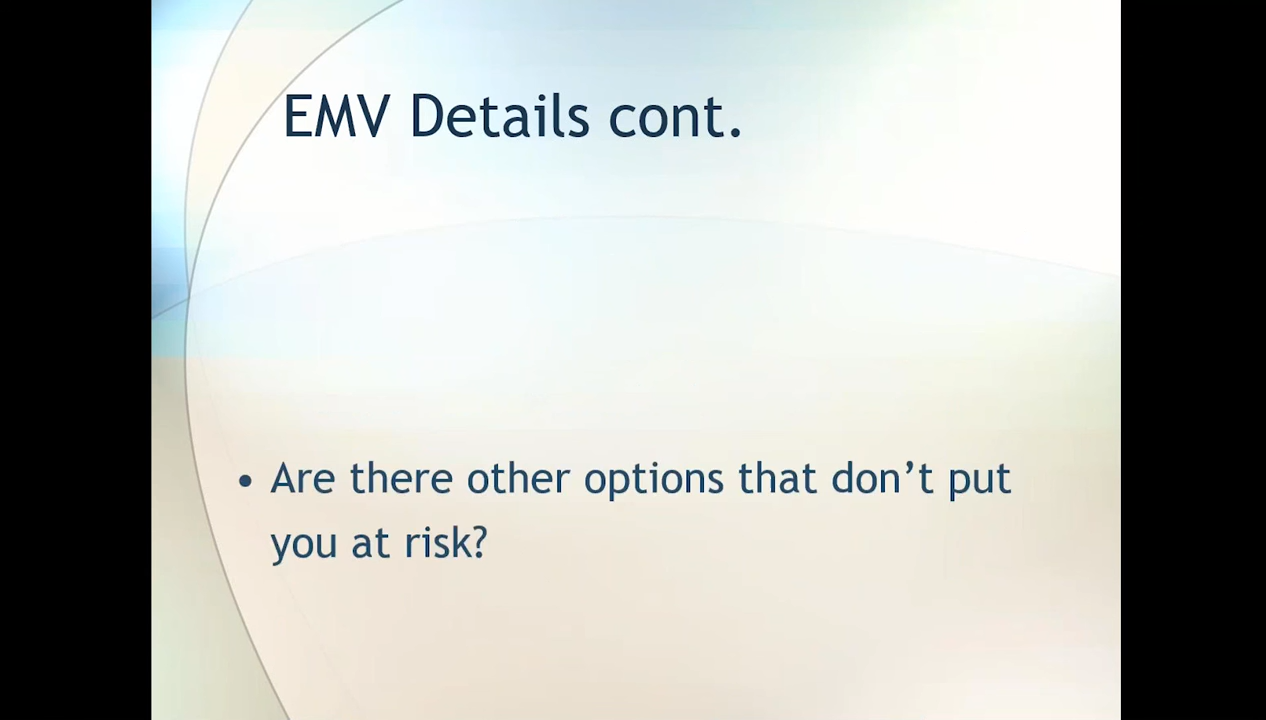 EMV Details cont.
• Are there other options that don’t put
you at risk?